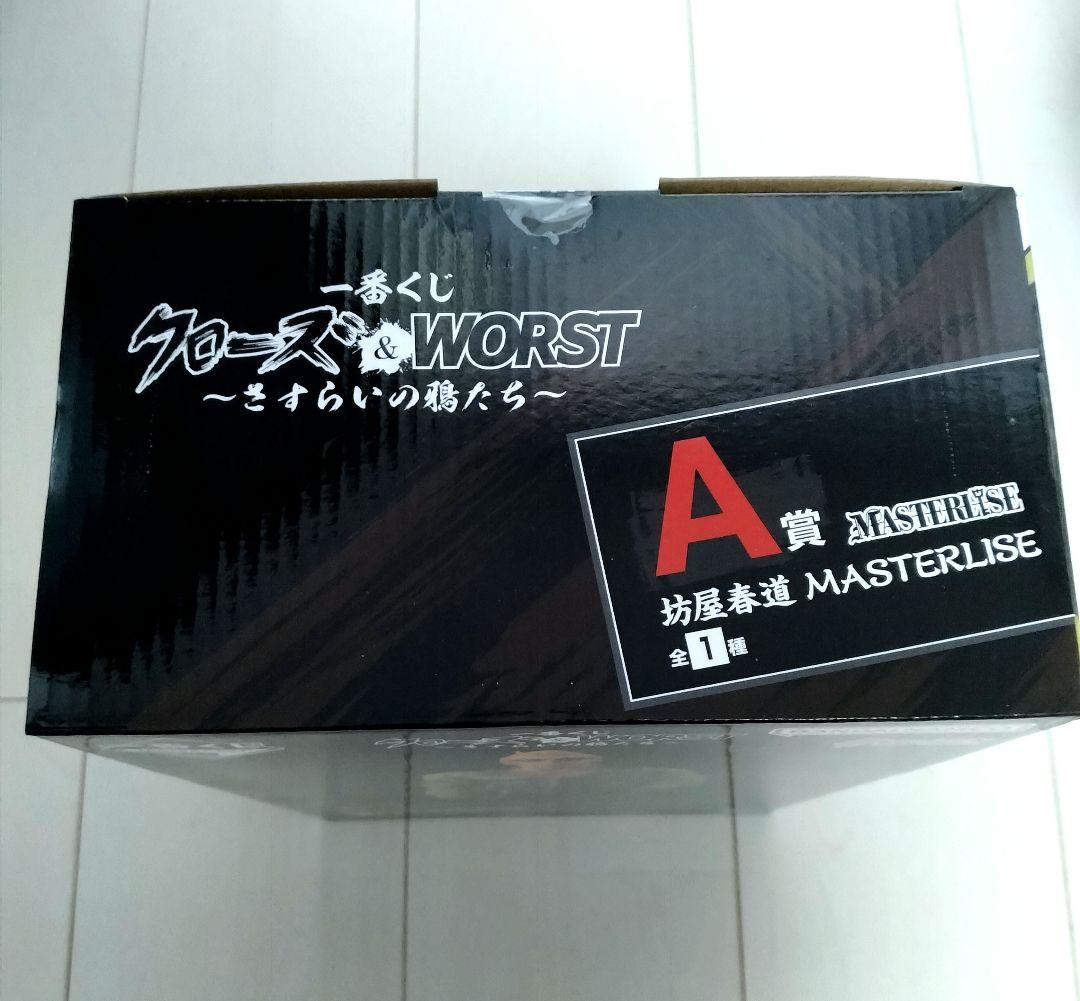 一番くじ
クローズ&WORST
～さすらいの鴉たち～
A賞 MASTERLISE
坊屋春道 MASTERLISE
全1種